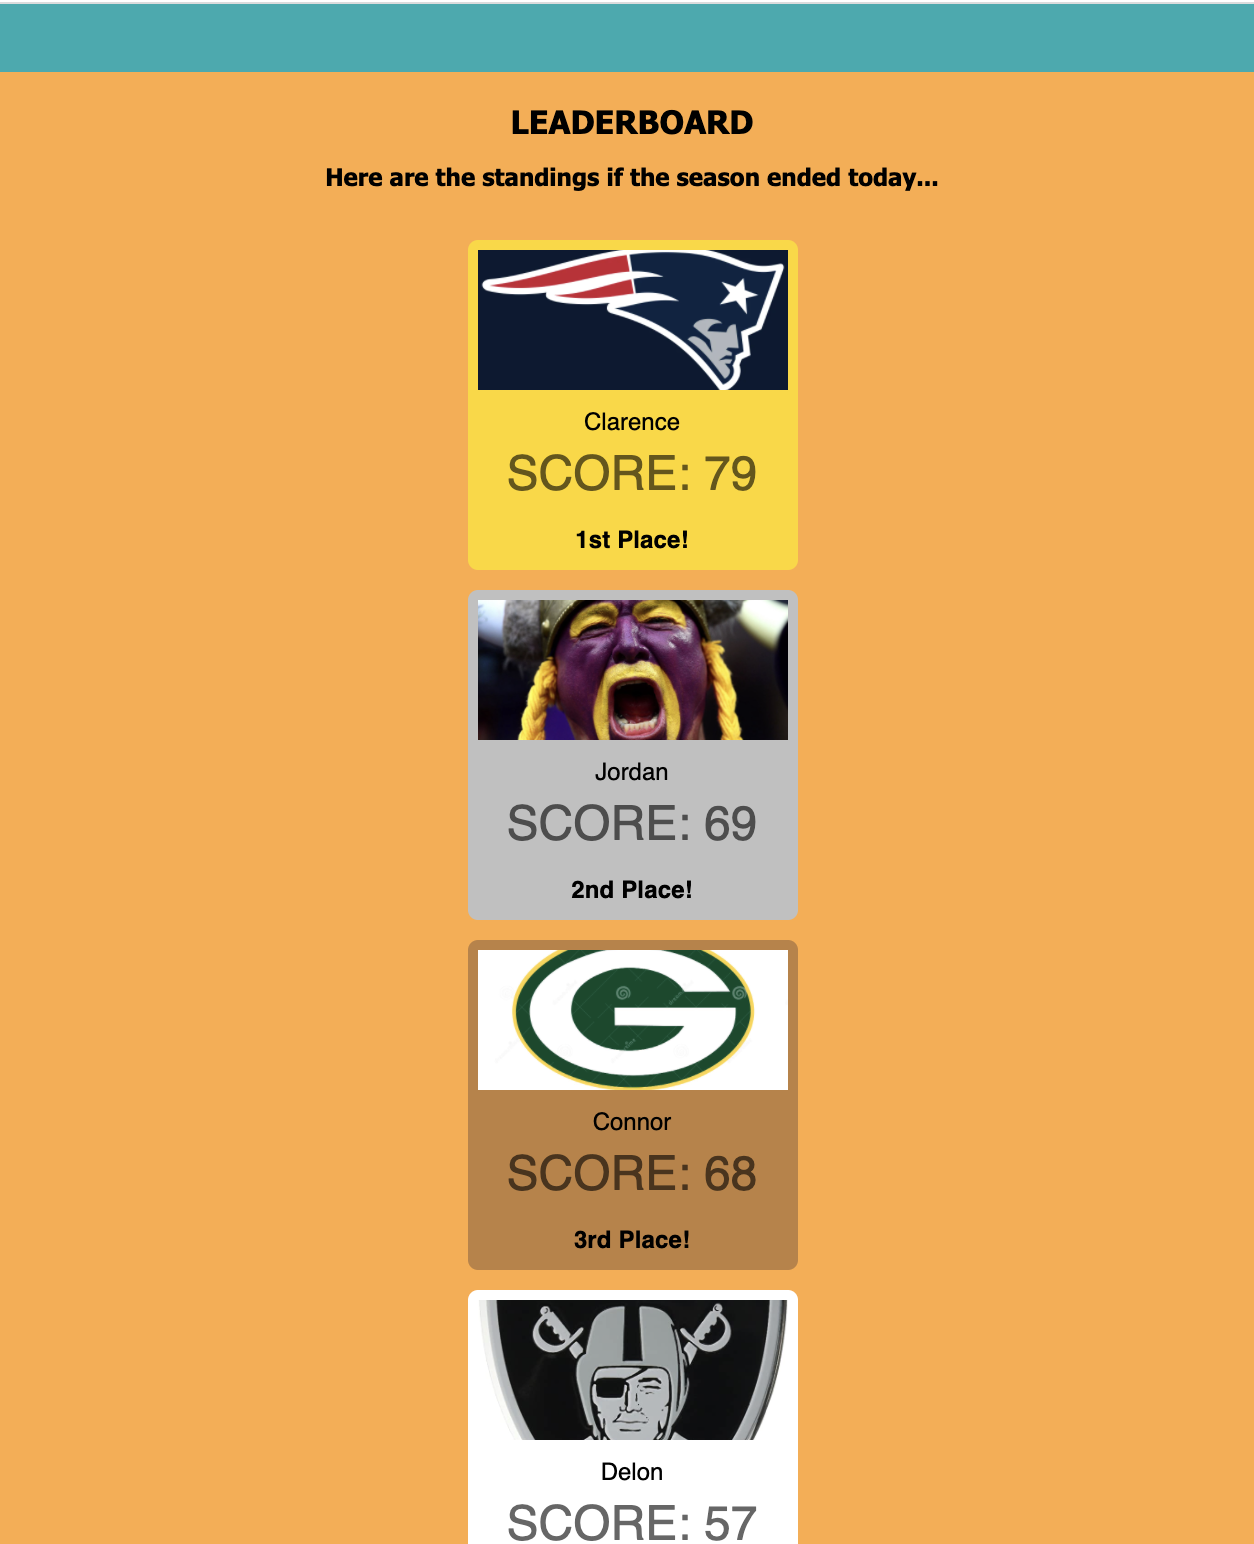 LEADERBOARD
Here are the standings if the season ended today...
Clarence
SCORE: 79
1st Place!
Jordan
SCORE: 69
2nd Place!
G
Connor
SCORE: 68
3rd Place!
Delon
SCORE: 57